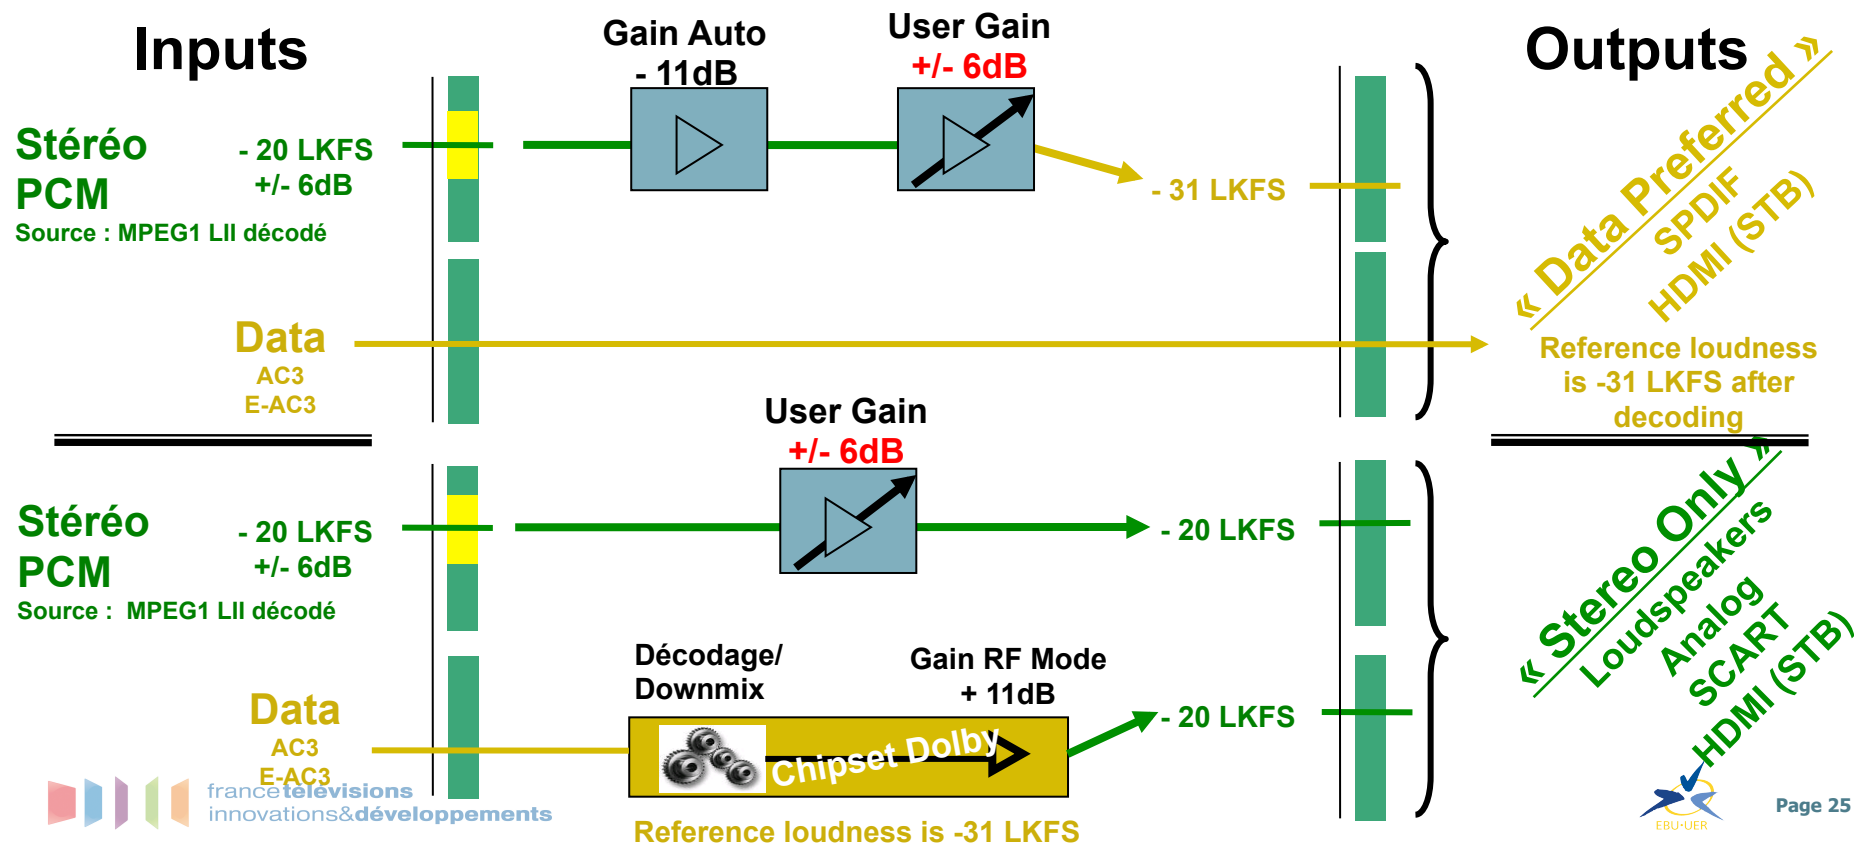 Inputs
Gain Auto
- 11dB
User Gain
+/- 6dB
Outputs
Stéréo
PCM
- 20 LKFS
+/- 6dB
Source : MPEG1 LII décodé
- 31 LKFS
« Data Preferred »
SPDIF
HDMI (STB)
Data
AC3
E-AC3
Reference loudness
is -31 LKFS after
decoding
User Gain
+/- 6dB
Stéréo
PCM
- 20 LKFS
+/- 6dB
Source : MPEG1 LII décodé
- 20 LKFS
« Stereo Only »
Loudspeakers
Analog
SCART
HDMI (STB)
Décodage/
Downmix
Gain RF Mode
+ 11dB
Data
AC3
E-AC3
Chipset Dolby
- 20 LKFS
Reference loudness is -31 LKFS
francetélévisions
innovations&développements
EBU·UER
Page 25